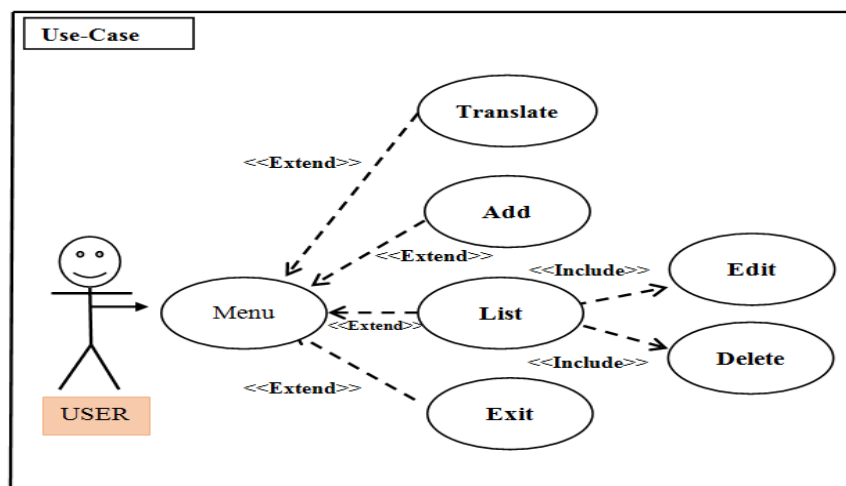 Use-Case
Translate
<<Extend>>
Add
<<Extend>>
<<Include>>
Edit
Menu
<<Extend>>
List
<<Include>>
Delete
<<Extend>>
Exit
USER